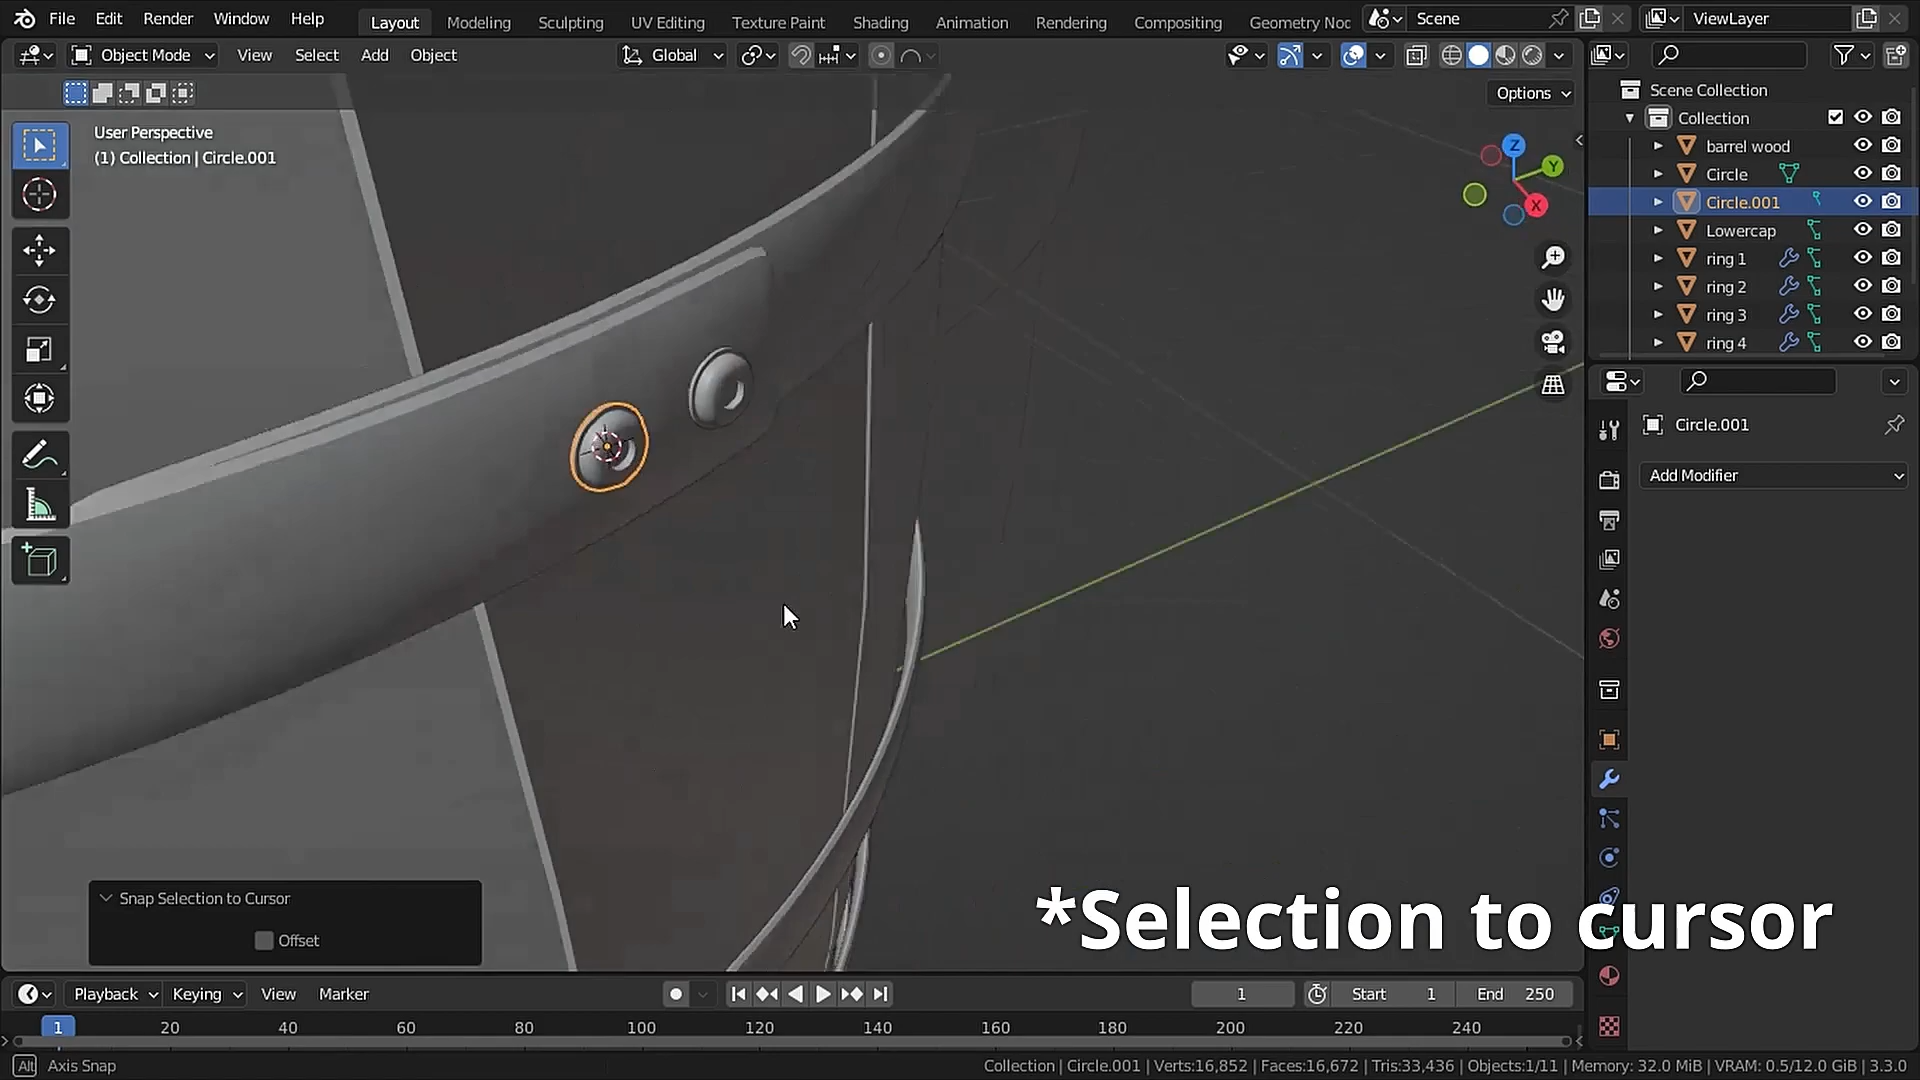 File Edit Render Window Help Layout Modeling Sculpting UV Editing Texture Paint Shading Animation Rendering Compositing Geometry Noc Scene ViewLayer
Object Mode View Select Add Object Global
Options
User Perspective
(1) Collection | Circle.001
Z
Y
X
Scene Collection
Collection
barrel wood
Circle
Circle.001
Lowercap
ring 1
ring 2
ring 3
ring 4
Circle.001
Add Modifier
Snap Selection to Cursor
Offset
*Selection to cursor
Playback Keying View Marker 1 Start 1 End 250
1 20 40 60 80 100 120 140 160 180 200 220 240
Alt Axis Snap Collection | Circle.001 | Verts:16,852 | Faces:16,672 | Tris:33,436 | Objects:1/11 | Memory: 32.0 MiB | VRAM: 0.5/12.0 GiB | 3.3.0